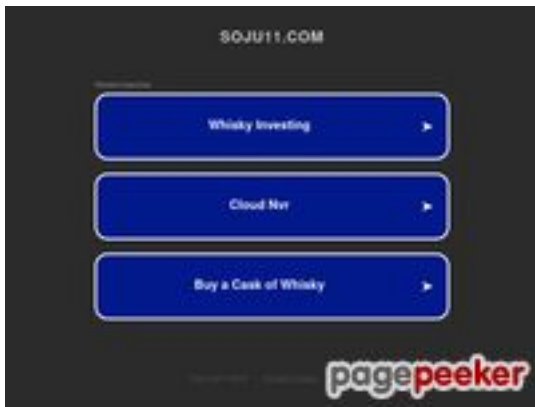 SOJU11.COM
Whisky Investing
Cloud Nvr
Buy a Cask of Whisky
pagepeeker